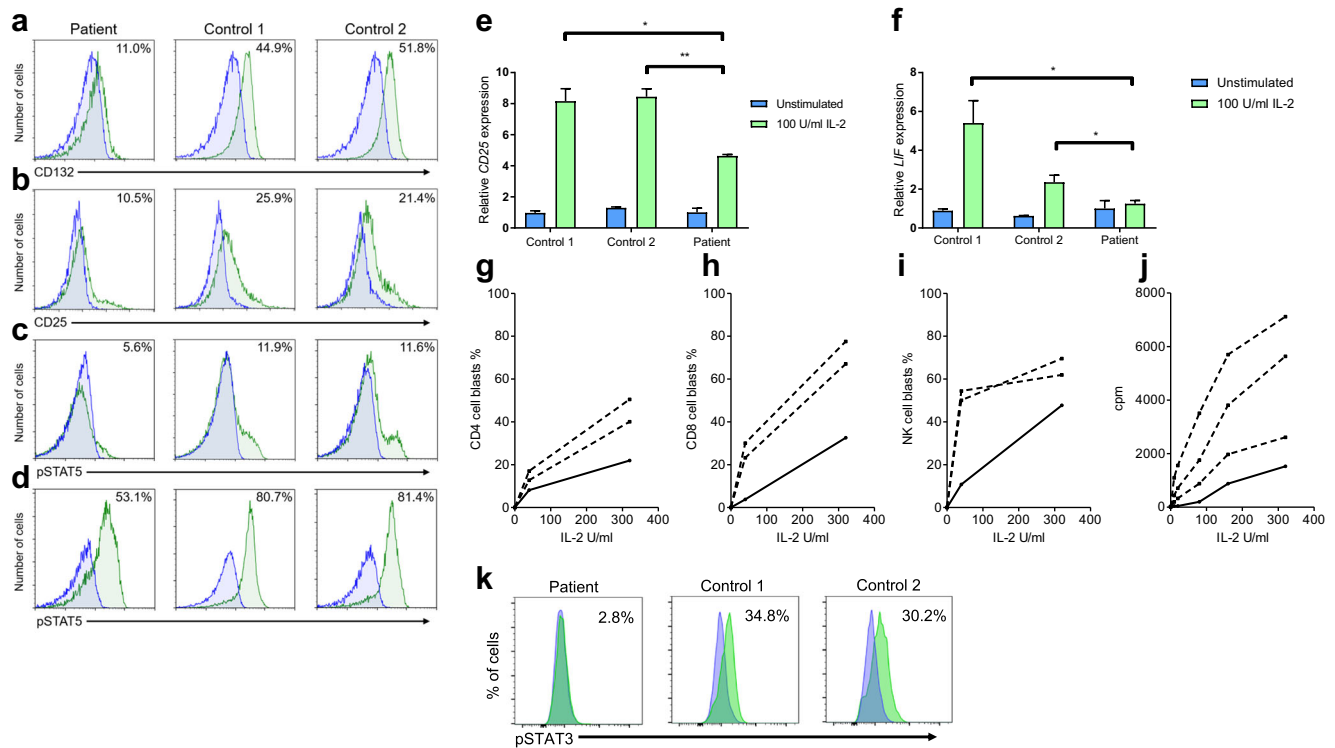 a
Patient
Control 1
Control 2
Number of cells
11.0%
44.9%
51.8%
CD132
b
Number of cells
10.5%
25.9%
21.4%
CD25
c
Number of cells
5.6%
11.9%
11.6%
pSTAT5
d
Number of cells
53.1%
80.7%
81.4%
pSTAT5
e
*
**
Relative CD25 expression
10
8
6
4
2
0
Control 1
Control 2
Patient
Unstimulated
100 U/ml IL-2
f
*
*
Relative LIF expression
8
6
4
2
0
Control 1
Control 2
Patient
Unstimulated
100 U/ml IL-2
g
CD4 cell blasts %
100
80
60
40
20
0
0 100 200 300 400
IL-2 U/ml
h
CD8 cell blasts %
100
80
60
40
20
0
0 100 200 300 400
IL-2 U/ml
i
NK cell blasts %
100
80
60
40
20
0
0 100 200 300 400
IL-2 U/ml
j
cpm
8000
6000
4000
2000
0
0 100 200 300 400
IL-2 U/ml
k
Patient
Control 1
Control 2
% of cells
2.8%
34.8%
30.2%
pSTAT3